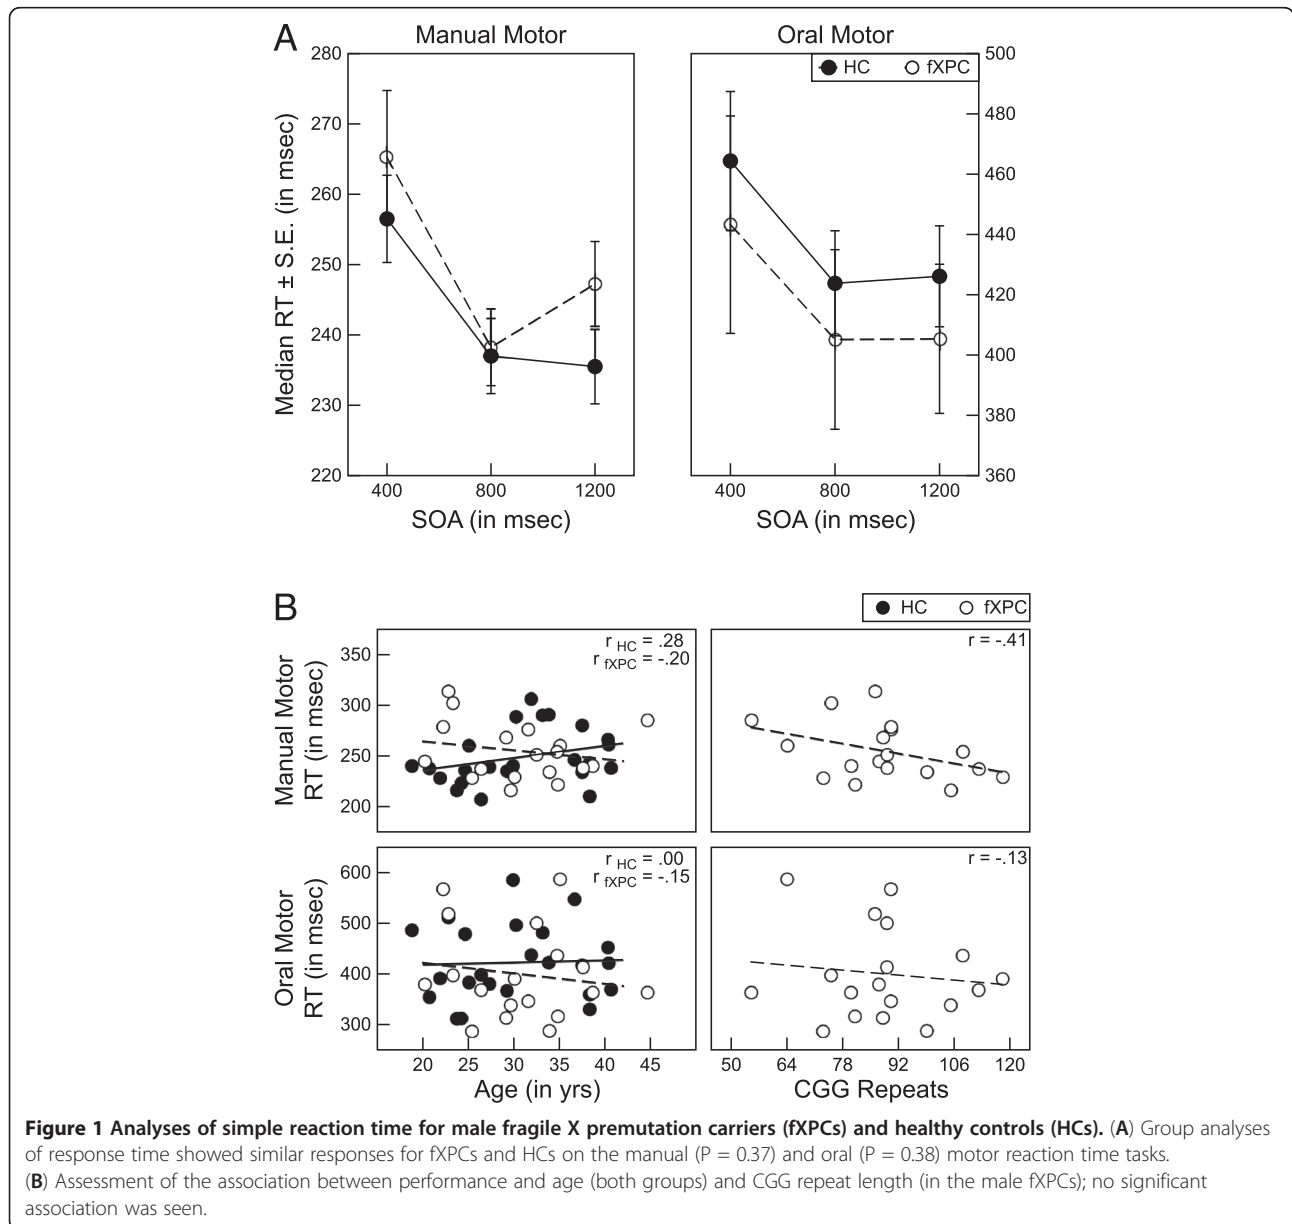 A
Manual Motor
Oral Motor
HC fXPC
Median RT ± S.E. (in msec)
280
270
260
250
240
230
220
500
480
460
440
420
400
380
360
400 800 1200
400 800 1200
SOA (in msec)
SOA (in msec)
B
HC fXPC
Manual Motor
RT (in msec)
350
300
250
200
r HC = .28
r fXPC = -.20
r = -.41
Oral Motor
RT (in msec)
600
500
400
300
r HC = .00
r fXPC = -.15
r = -.13
20 25 30 35 40 45
50 64 78 92 106 120
Age (in yrs)
CGG Repeats
Figure 1 Analyses of simple reaction time for male fragile X premutation carriers (fXPCs) and healthy controls (HCs). (A) Group analyses
of response time showed similar responses for fXPCs and HCs on the manual (P = 0.37) and oral (P = 0.38) motor reaction time tasks.
(B) Assessment of the association between performance and age (both groups) and CGG repeat length (in the male fXPCs); no significant
association was seen.